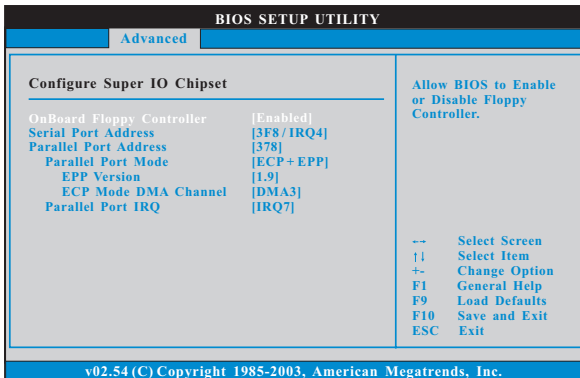 BIOS SETUP UTILITY
Advanced
Configure Super IO Chipset
OnBoard Floppy Controller [Enabled]
Serial Port Address [3F8 / IRQ4]
Parallel Port Address [378]
Parallel Port Mode [ECP + EPP]
EPP Version [1.9]
ECP Mode DMA Channel [DMA3]
Parallel Port IRQ [IRQ7]
Allow BIOS to Enable
or Disable Floppy
Controller.
↔ Select Screen
↑↓ Select Item
+- Change Option
F1 General Help
F9 Load Defaults
F10 Save and Exit
ESC Exit
v02.54 (C) Copyright 1985-2003, American Megatrends, Inc.